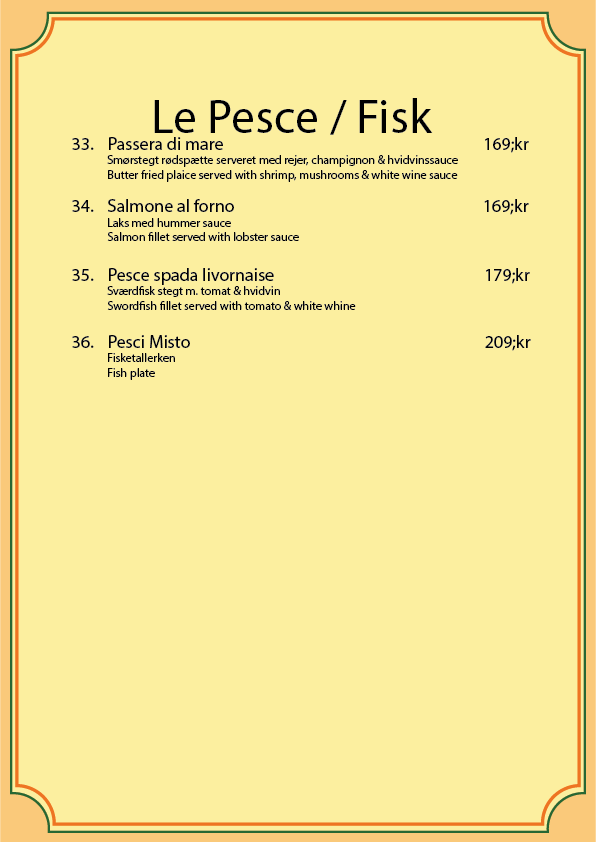 Le Pesce / Fisk
33. Passera di mare 169;kr
Smørstegt rødspætte serveret med rejer, champignon & hvidvinssauce
Butter fried plaice served with shrimp, mushrooms & white wine sauce
34. Salmone al forno 169;kr
Laks med hummer sauce
Salmon fillet served with lobster sauce
35. Pesce spada livornaise 179;kr
Sværdfisk stegt m. tomat & hvidvin
Swordfish fillet served with tomato & white whine
36. Pesci Misto 209;kr
Fisketallerken
Fish plate